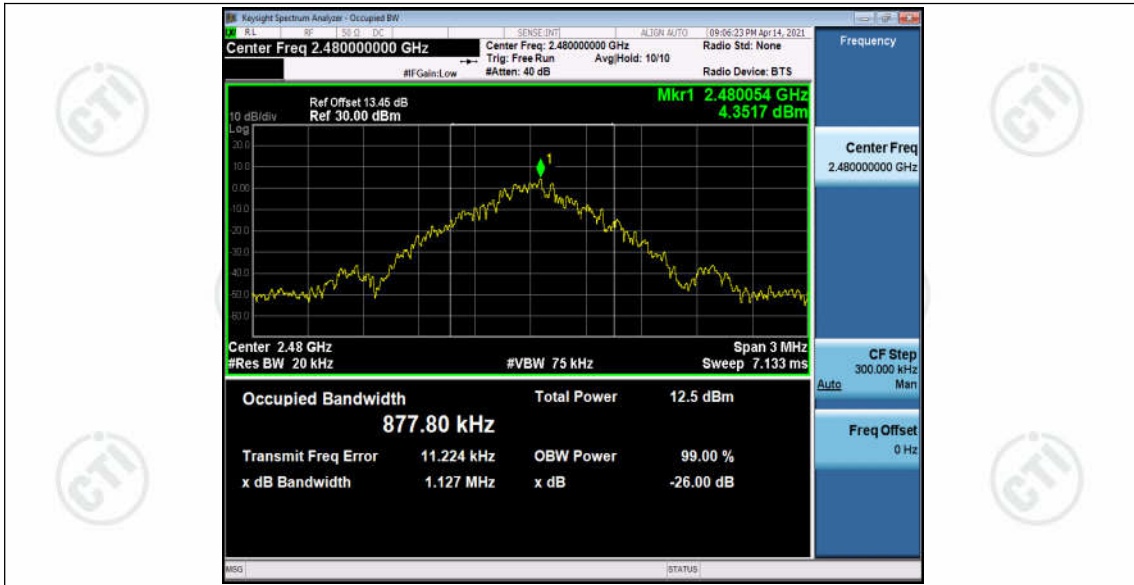 Keysight Spectrum Analyzer - Occupied BW
RL RF 50 Ω DC SENSE:INT ALIGN AUTO 09:06:23 PM Apr 14, 2021
Center Freq 2.480000000 GHz
Center Freq: 2.480000000 GHz
Radio Std: None
Trig: Free Run Avg|Hold: 10/10
#IFGain:Low #Atten: 40 dB Radio Device: BTS
Frequency
Ref Offset 13.46 dB
10 dB/div Ref 30.00 dBm
Mkr1 2.480054 GHz
4.3517 dBm
Log
20.0
10.0
0.00
-10.0
-20.0
-30.0
-40.0
-50.0
-60.0
1
Center 2.48 GHz Span 3 MHz
#Res BW 20 kHz #VBW 75 kHz Sweep 7.133 ms
Center Freq
2.480000000 GHz
CF Step
300.000 kHz
Auto Man
Freq Offset
0 Hz
Occupied Bandwidth Total Power 12.5 dBm
877.80 kHz
Transmit Freq Error 11.224 kHz OBW Power 99.00 %
x dB Bandwidth 1.127 MHz x dB -26.00 dB
MSG STATUS
CTI
CTI
CTI
CTI